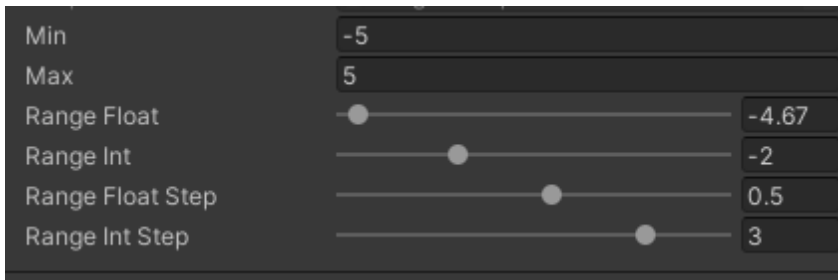 Min -5
Max 5
Range Float -4.67
Range Int -2
Range Float Step 0.5
Range Int Step 3